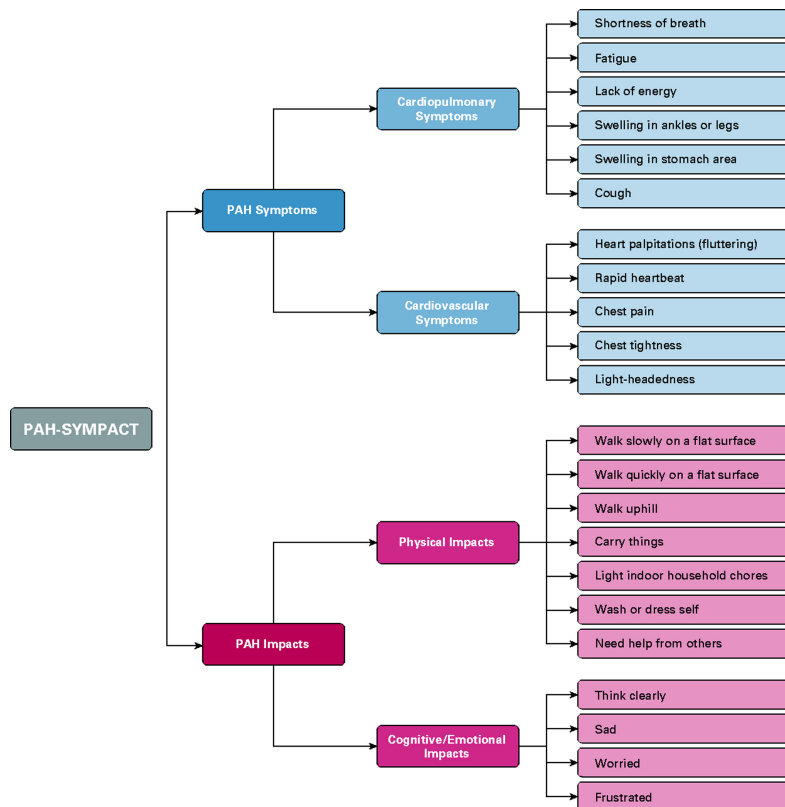 PAH-SYMPACT
PAH Symptoms
Cardiopulmonary
Symptoms
Shortness of breath
Fatigue
Lack of energy
Swelling in ankles or legs
Swelling in stomach area
Cough
Cardiovascular
Symptoms
Heart palpitations (fluttering)
Rapid heartbeat
Chest pain
Chest tightness
Light-headedness
PAH Impacts
Physical Impacts
Walk slowly on a flat surface
Walk quickly on a flat surface
Walk uphill
Carry things
Light indoor household chores
Wash or dress self
Need help from others
Cognitive/Emotional
Impacts
Think clearly
Sad
Worried
Frustrated